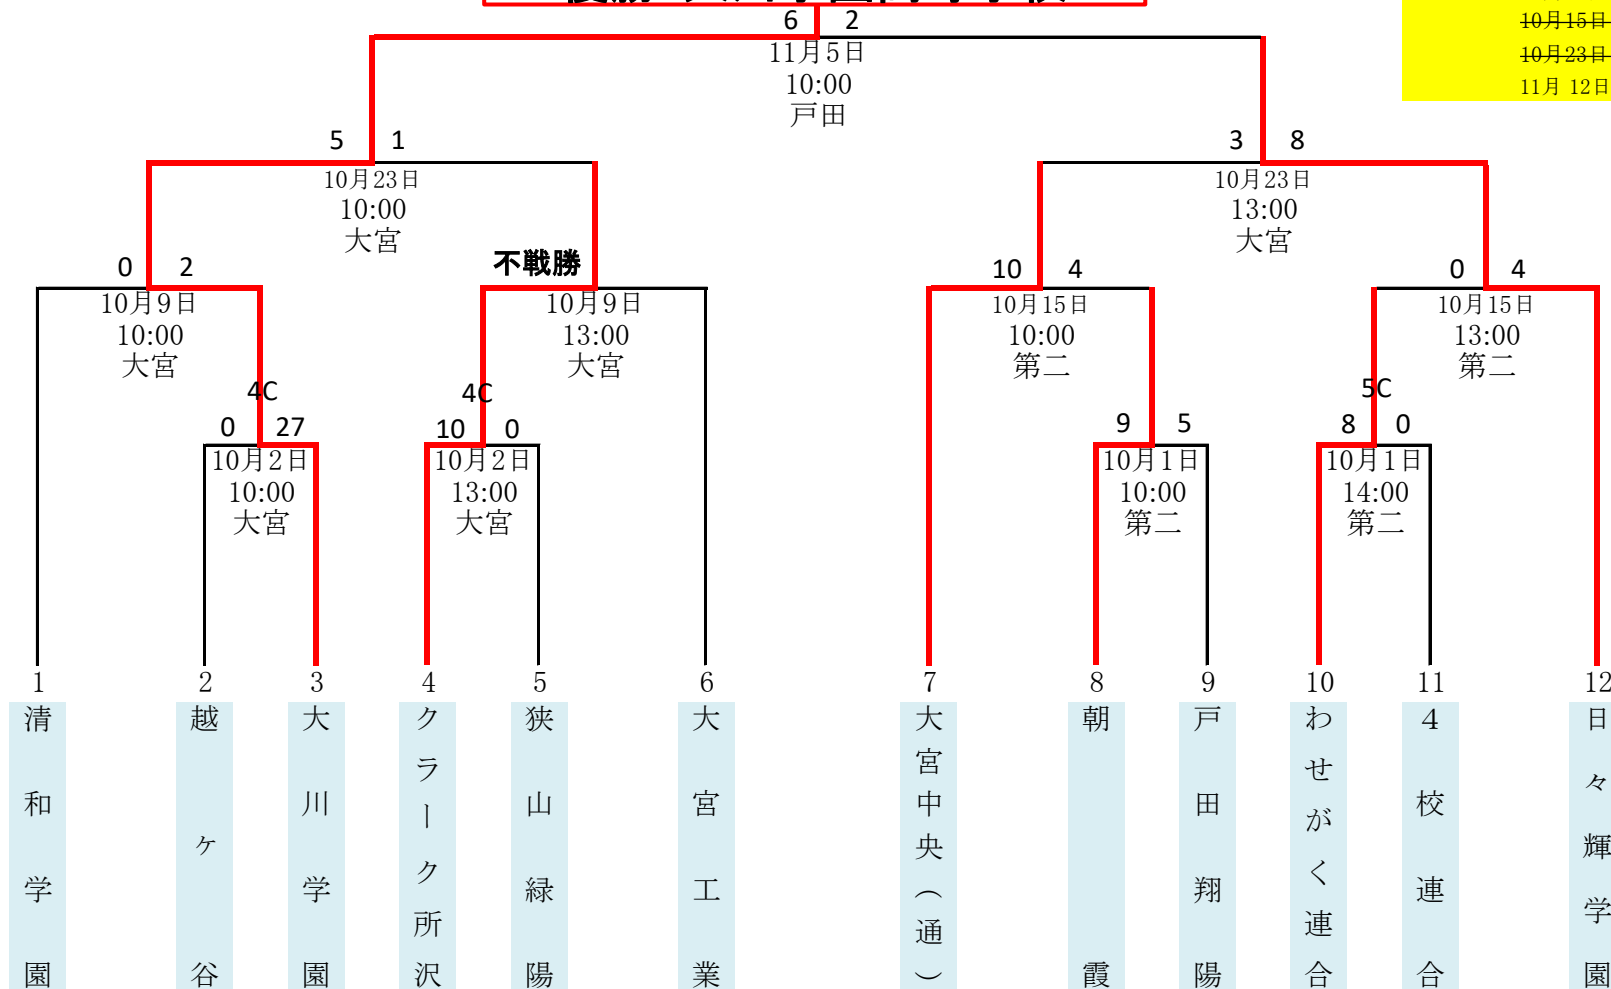 10月15日
6 2
10月23日
11月5日
10:00
戸田
11月 12日
5 1
3 8
10月23日
10:00
大宮
10月23日
13:00
大宮
0 2
不戦勝
10 4
0 4
10月9日
10:00
大宮
10月9日
13:00
大宮
10月15日
10:00
第二
10月15日
13:00
第二
4C
4C
5C
0 27
10 0
9 5
8 0
10月2日
10:00
大宮
10月2日
13:00
大宮
10月1日
10:00
第二
10月1日
14:00
第二
1
2
3
4
5
6
7
8
9
10
11
12
清和学園
越ヶ谷
大川学園
クラーク所沢
狭山緑陽
大宮工業
大宮中央(通)
朝霞
戸田翔陽
わせがく連合
4校連合
日々輝学園